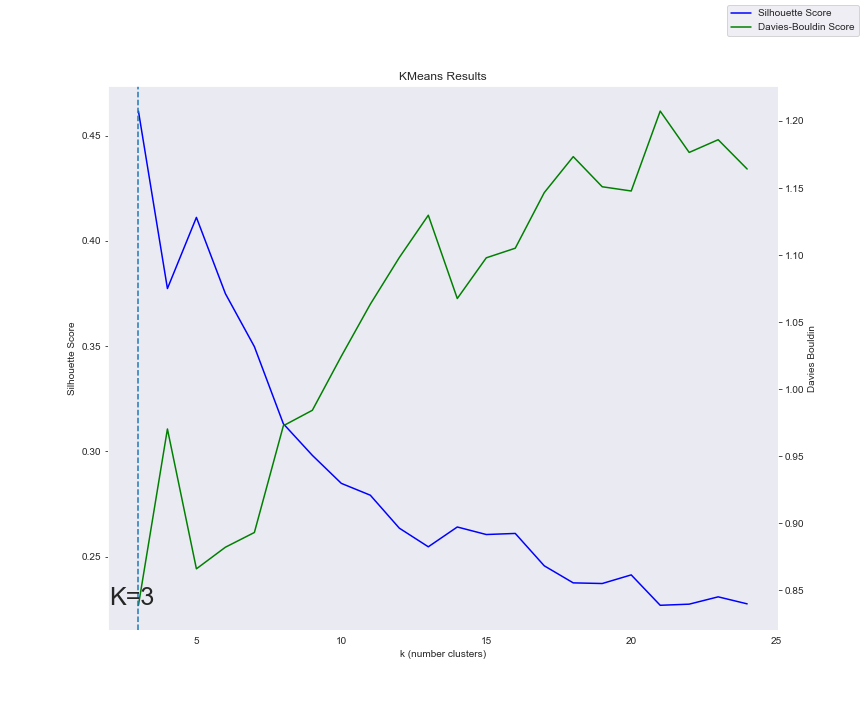 Silhouette Score
Davies-Bouldin Score
KMeans Results
0.45
0.40
0.35
0.30
0.25
Silhouette Score
1.20
1.15
1.10
1.05
1.00
0.95
0.90
0.85
Davies Bouldin
K=3
5
10
15
20
25
k (number clusters)